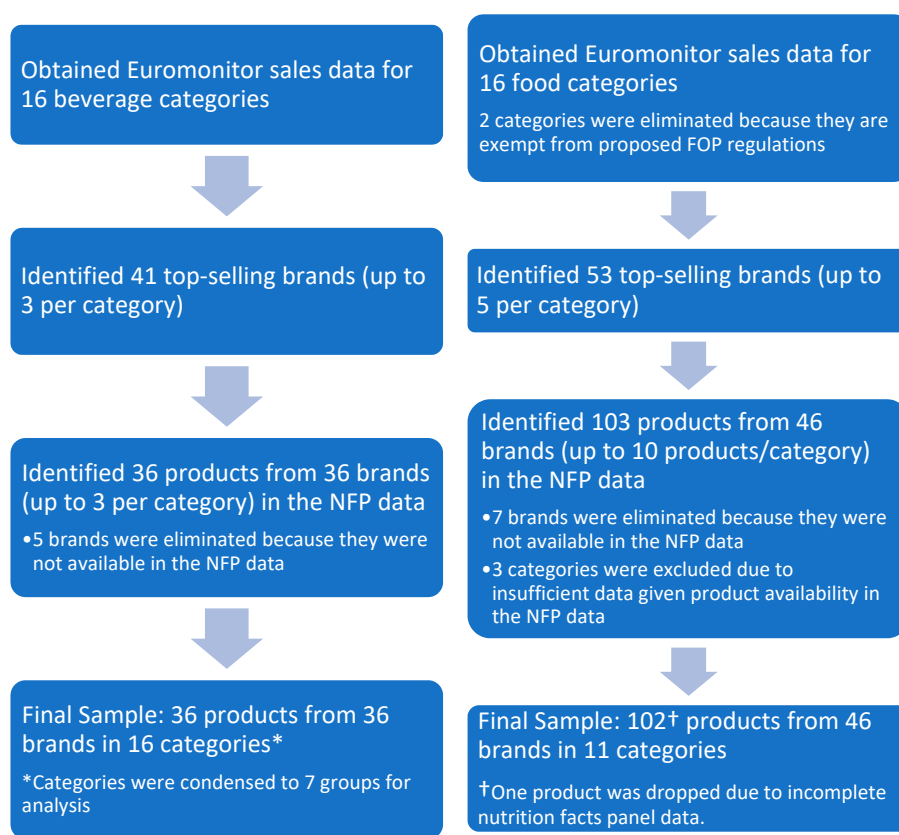 Obtained Euromonitor sales data for
16 beverage categories
Identified 41 top-selling brands (up to
3 per category)
Identified 36 products from 36 brands
(up to 3 per category) in the NFP data
•5 brands were eliminated because they were
not available in the NFP data
Final Sample: 36 products from 36
brands in 16 categories*
*Categories were condensed to 7 groups for
analysis
Obtained Euromonitor sales data for
16 food categories
2 categories were eliminated because they are
exempt from proposed FOP regulations
Identified 53 top-selling brands (up to
5 per category)
Identified 103 products from 46
brands (up to 10 products/category)
in the NFP data
•7 brands were eliminated because they were
not available in the NFP data
•3 categories were excluded due to
insufficient data given product availability in
the NFP data
Final Sample: 102† products from 46
brands in 11 categories
†One product was dropped due to incomplete
nutrition facts panel data.